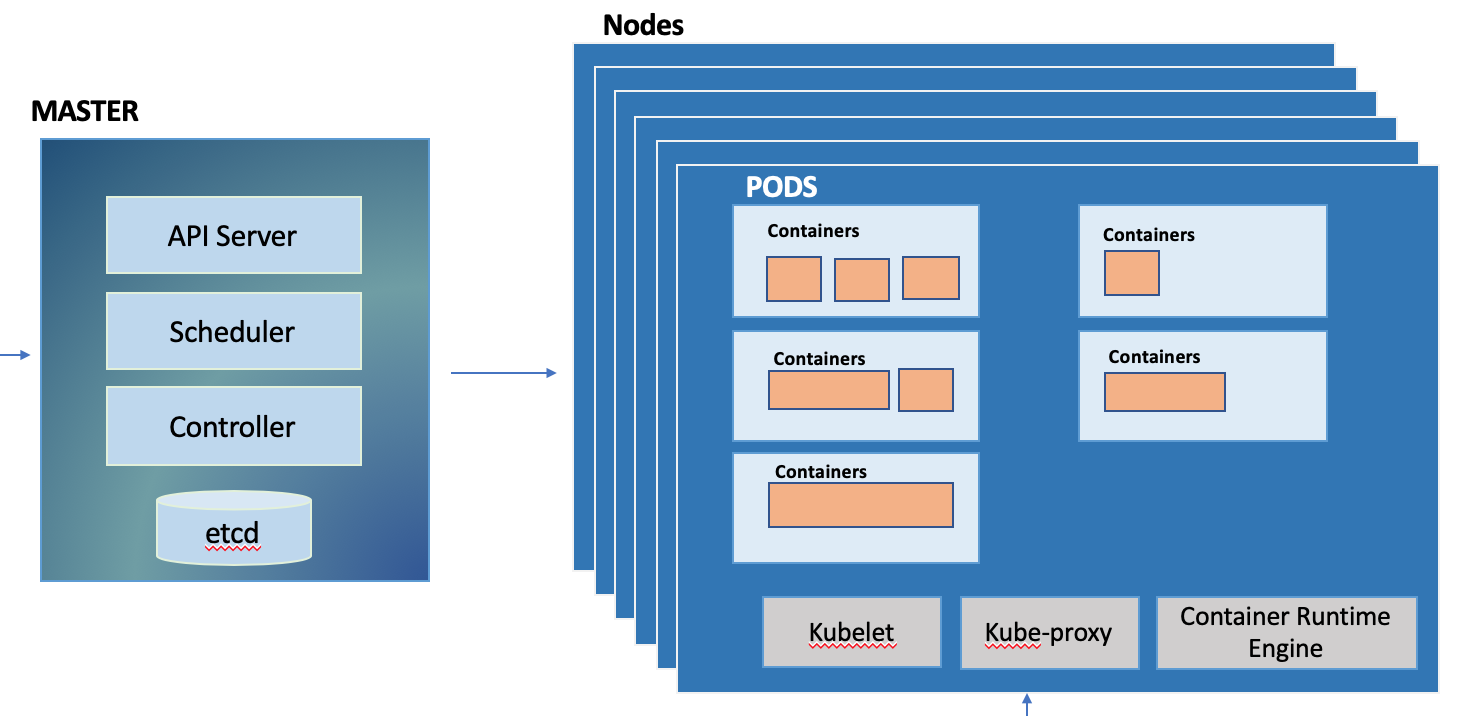 Nodes
MASTER
API Server
Scheduler
Controller
etcd
PODS
Containers
Containers
Containers
Containers
Containers
Kubelet
Kube-proxy
Container Runtime
Engine